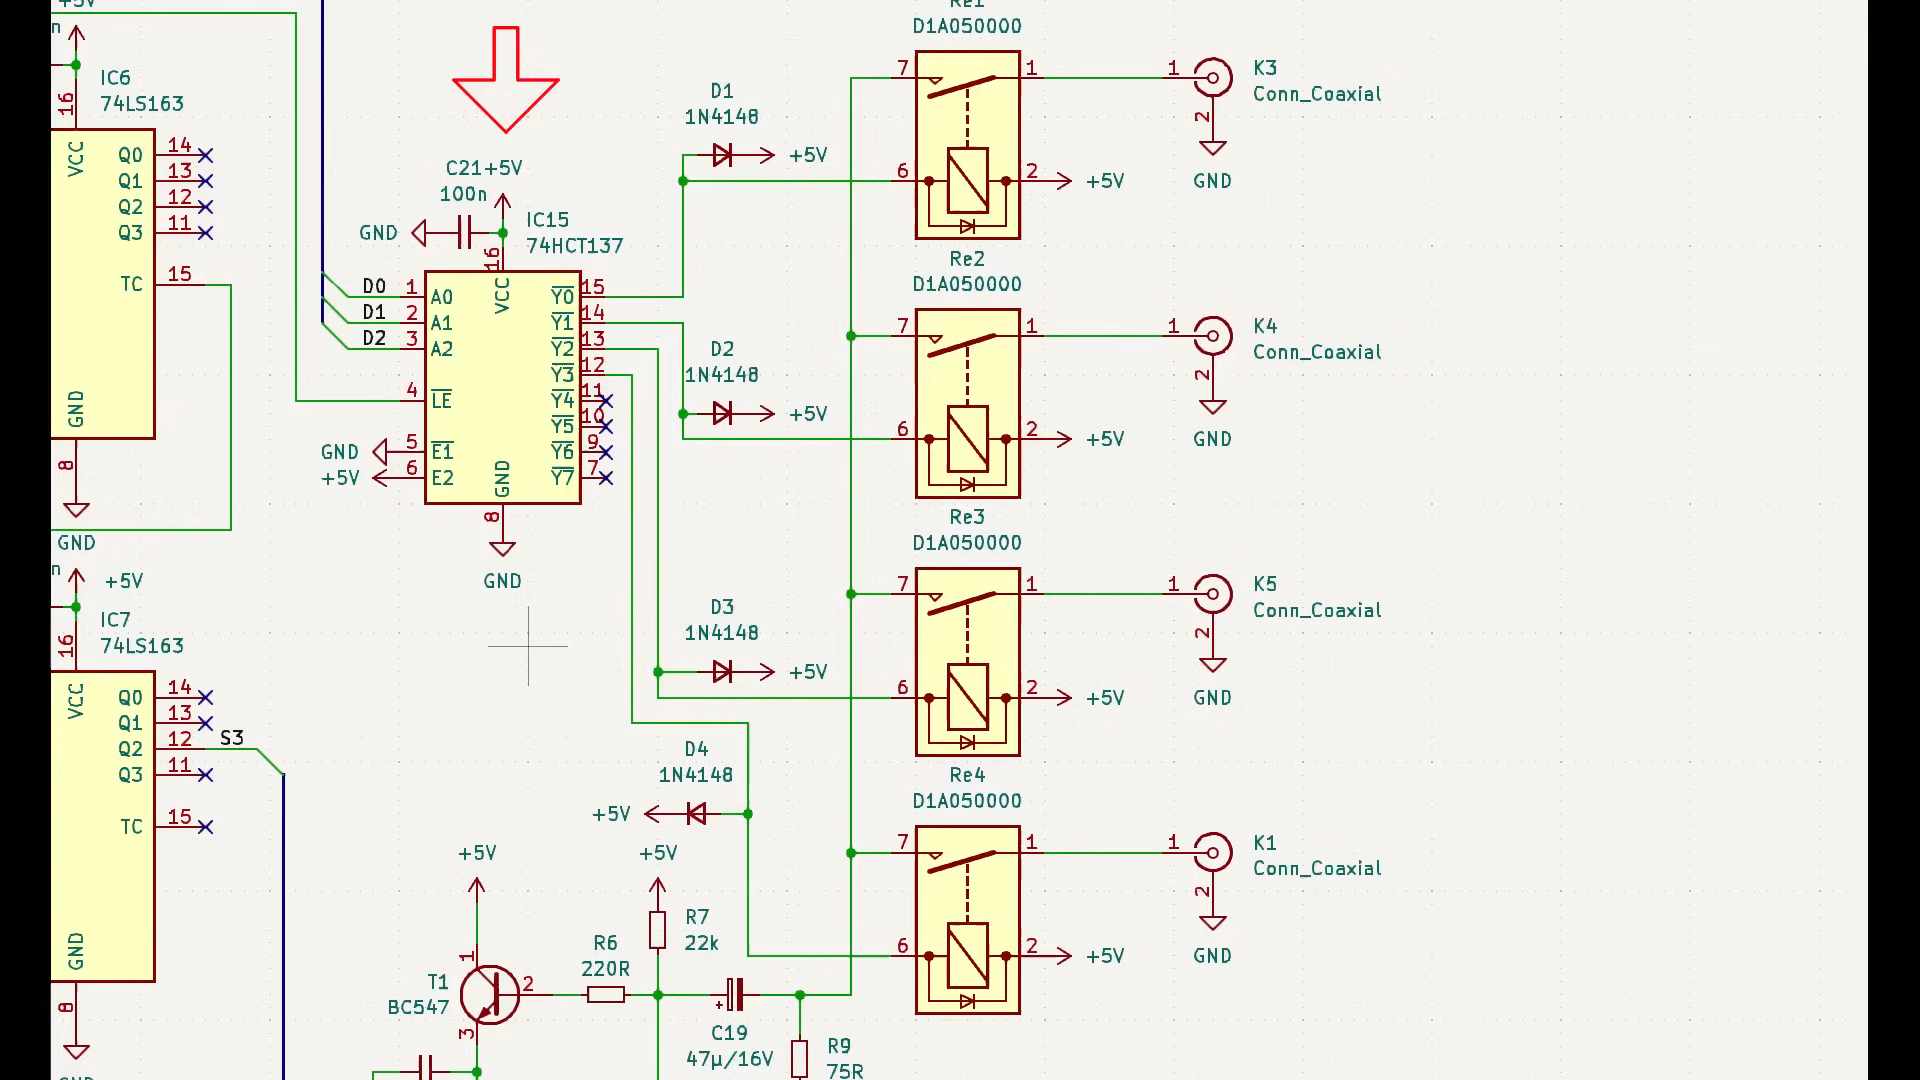 +5V
n
IC6
74LS163
16
VCC
Q0 14
Q1 13
Q2 12
Q3 11
TC 15
GND
8
GND
n
+5V
IC7
74LS163
16
VCC
Q0 14
Q1 13
Q2 12
Q3 11
S3
TC 15
GND
8
GND
C21
+5V
100n
GND
IC15
74HCT137
16
VCC
D0 1 A0
D1 2 A1
D2 3 A2
4 LE
GND 5 E1
+5V 6 E2
Y0 15
Y1 14
Y2 13
Y3 12
Y4 11
Y5 10
Y6 9
Y7 7
GND
8
GND
D1
1N4148
+5V
D2
1N4148
+5V
D3
1N4148
+5V
D4
1N4148
+5V
+5V
+5V
R7
22k
R6
220R
T1
BC547
1
2
3
C19
47µ/16V
+
R9
75R
Re1
D1A050000
7 1
6 2 +5V
1
K3
Conn_Coaxial
2
GND
Re2
D1A050000
7 1
6 2 +5V
1
K4
Conn_Coaxial
2
GND
Re3
D1A050000
7 1
6 2 +5V
1
K5
Conn_Coaxial
2
GND
Re4
D1A050000
7 1
6 2 +5V
1
K1
Conn_Coaxial
2
GND